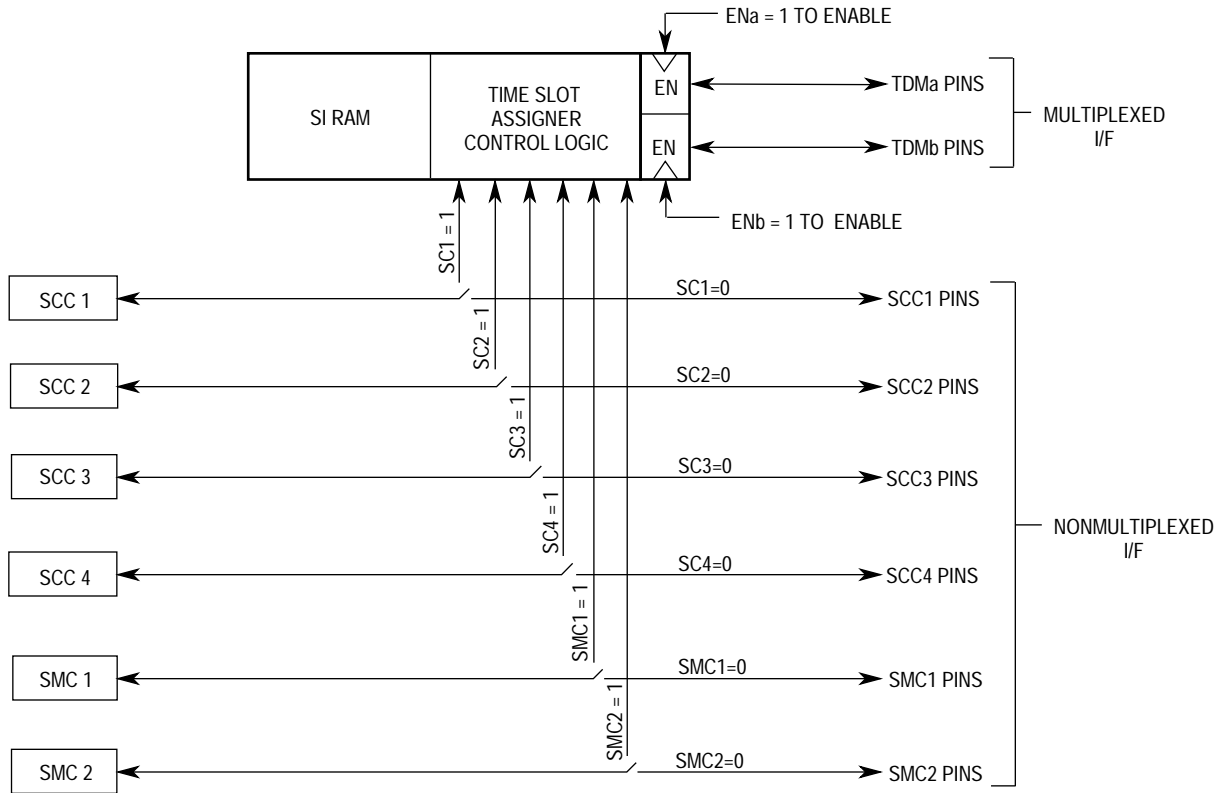 ENa = 1 TO ENABLE
SI RAM
TIME SLOT
ASSIGNER
CONTROL LOGIC
EN
TDMa PINS
MULTIPLEXED
I/F
EN
TDMb PINS
ENb = 1 TO ENABLE
SC1 = 1
SCC 1
SC1=0
SCC1 PINS
SC2 = 1
SCC 2
SC2=0
SCC2 PINS
SC3 = 1
SCC 3
SC3=0
SCC3 PINS
NONMULTIPLEXED
I/F
SC4 = 1
SCC 4
SC4=0
SCC4 PINS
SMC1 = 1
SMC 1
SMC1=0
SMC1 PINS
SMC2 = 1
SMC 2
SMC2=0
SMC2 PINS